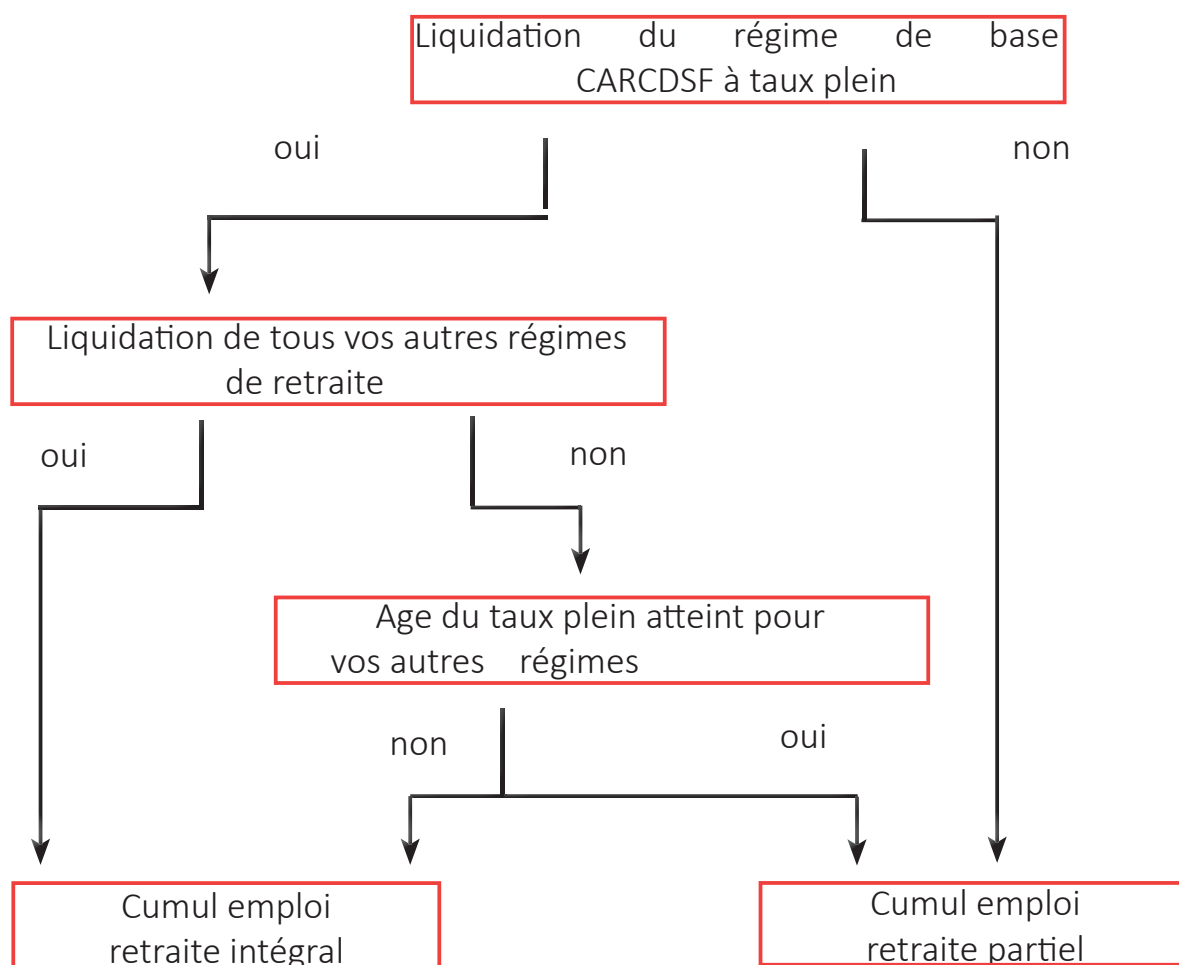 Liquidation du régime de base
CARCDSF à taux plein
oui
non
Liquidation de tous vos autres régimes
de retraite
oui
non
Age du taux plein atteint pour
vos autres régimes
non
oui
Cumul emploi
retraite intégral
Cumul emploi
retraite partiel